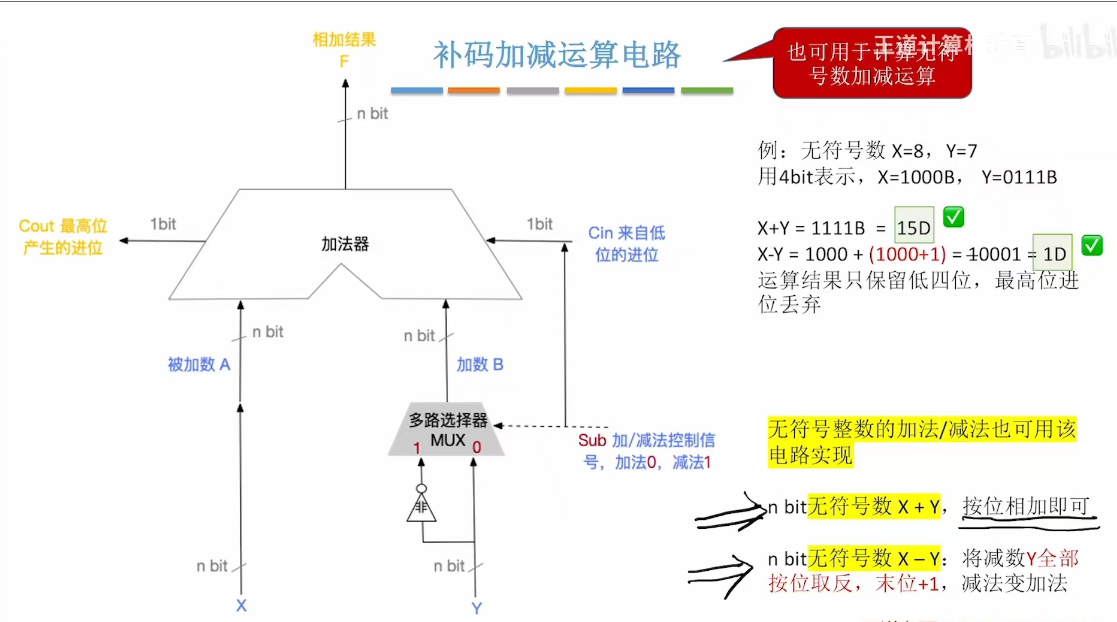 相加结果
F
补码加减运算电路
也可用于计算无符
号数加减运算
王道计算机
bilibili
n bit
例：无符号数 X=8，Y=7
用4bit表示，X=1000B， Y=0111B
Cout 最高位
产生的进位
1bit
加法器
1bit
Cin 来自低
位的进位
X+Y = 1111B = 15D
X-Y = 1000 + (1000+1) = 10001 = 1D
运算结果只保留低四位，最高位进
位丢弃
n bit
n bit
被加数 A
加数 B
多路选择器
MUX
1 0
Sub 加/减法控制信
号，加法0，减法1
非
无符号整数的加法/减法也可用该
电路实现
n bit无符号数 X + Y，按位相加即可
n bit无符号数 X – Y：将减数Y全部
按位取反，末位+1，减法变加法
n bit
n bit
X
Y